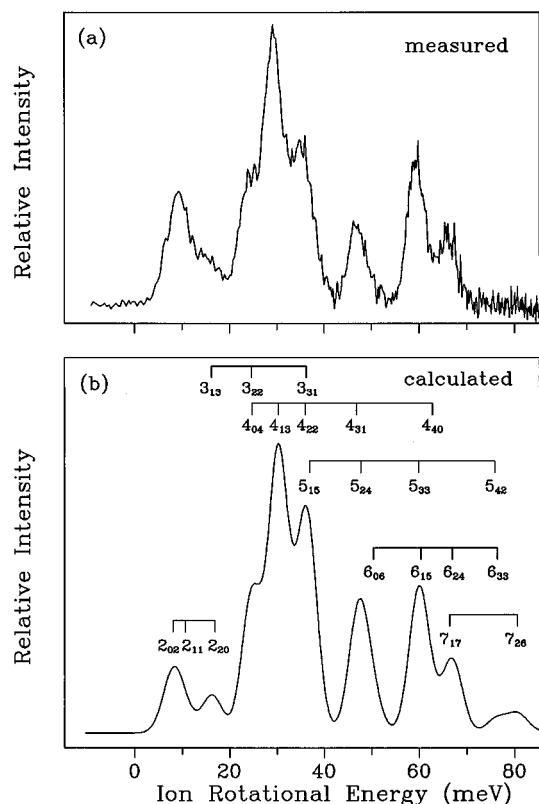 (a)
measured
Relative Intensity
(b)
calculated
3₁₃ 3₂₂ 3₃₁
4₀₄ 4₁₃ 4₂₂ 4₃₁ 4₄₀
5₁₅ 5₂₄ 5₃₃ 5₄₂
6₀₆ 6₁₅ 6₂₄ 6₃₃
2₀₂ 2₁₁ 2₂₀
7₁₇ 7₂₆
Relative Intensity
0 20 40 60 80
Ion Rotational Energy (meV)